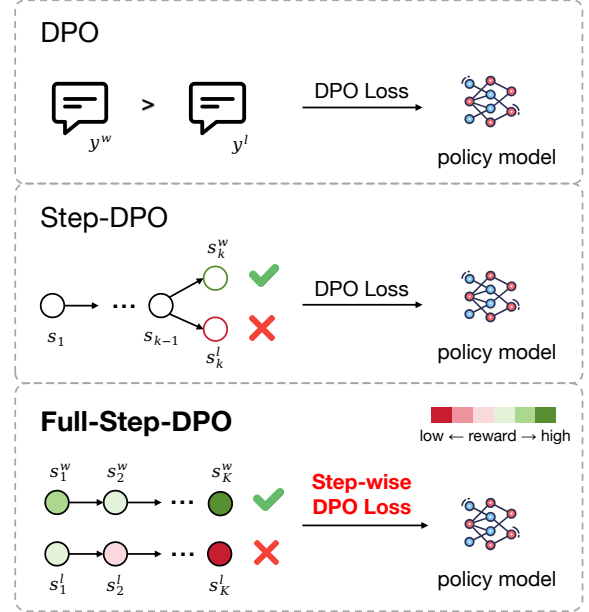 DPO
>
y^w
y^l
DPO Loss
policy model
Step-DPO
s_1
...
s_{k-1}
s_k^w
s_k^l
DPO Loss
policy model
Full-Step-DPO
low ← reward → high
s_1^w
s_2^w
...
s_K^w
s_1^l
s_2^l
...
s_K^l
Step-wise
DPO Loss
policy model